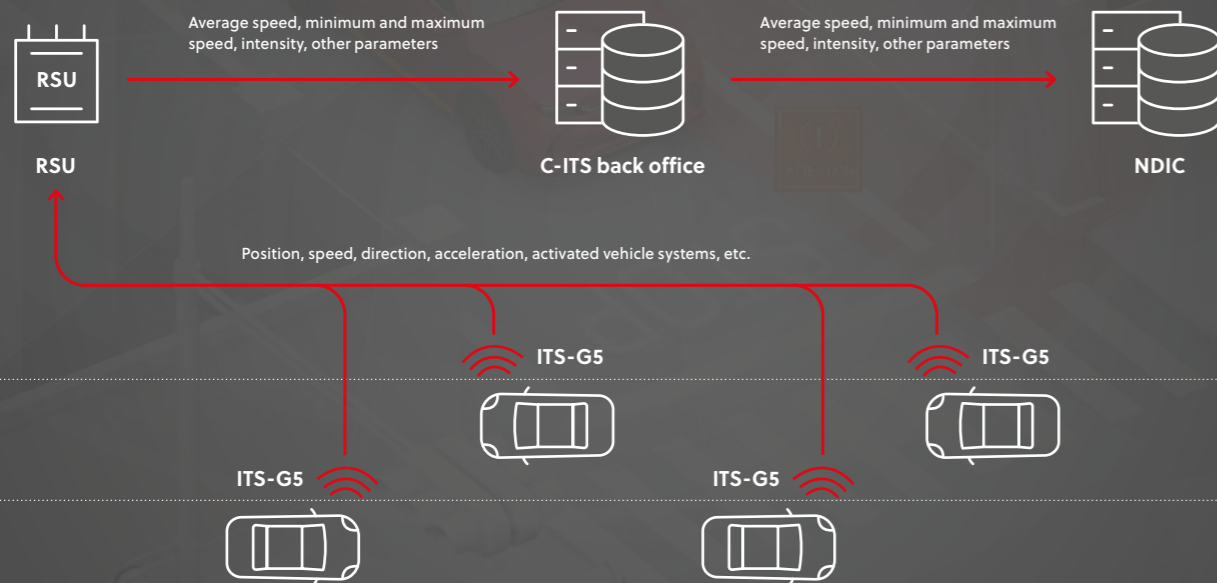 Average speed, minimum and maximum
speed, intensity, other parameters
Average speed, minimum and maximum
speed, intensity, other parameters
RSU
RSU
C-ITS back office
NDIC
Position, speed, direction, acceleration, activated vehicle systems, etc.
ITS-G5
ITS-G5
ITS-G5
ITS-G5